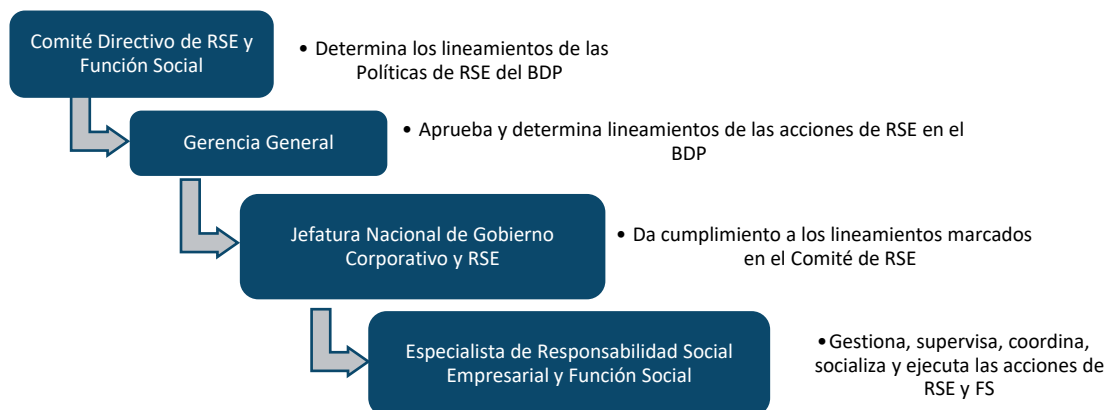 Comité Directivo de RSE y
Función Social
• Determina los lineamientos de las
Políticas de RSE del BDP
Gerencia General
• Aprueba y determina lineamientos de las acciones de RSE en el
BDP
Jefatura Nacional de Gobierno
Corporativo y RSE
• Da cumplimiento a los lineamientos marcados
en el Comité de RSE
Especialista de Responsabilidad Social
Empresarial y Función Social
•Gestiona, supervisa, coordina,
socializa y ejecuta las acciones de
RSE y FS